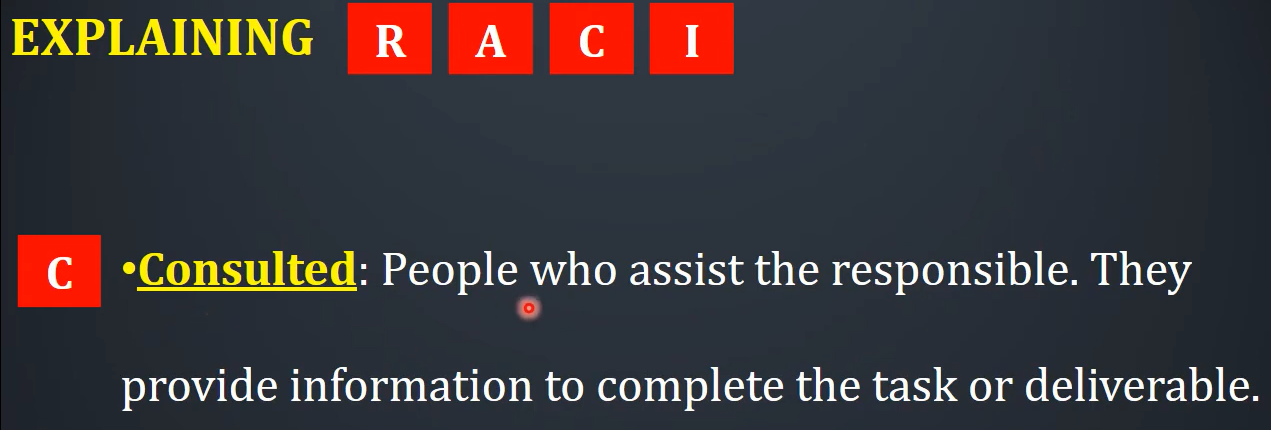 EXPLAINING R A C I
C •Consulted: People who assist the responsible. They
provide information to complete the task or deliverable.